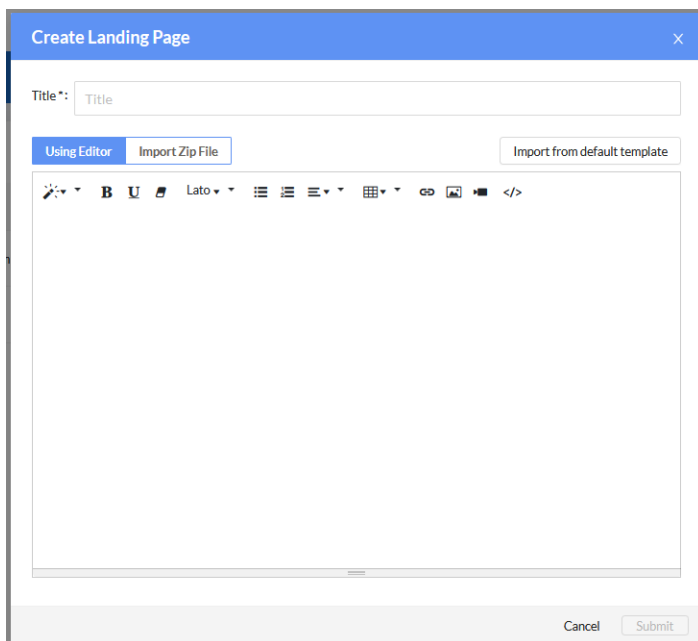 Create Landing Page X
Title*: Title
Using Editor Import Zip File Import from default template
B U Lato </>
Cancel Submit